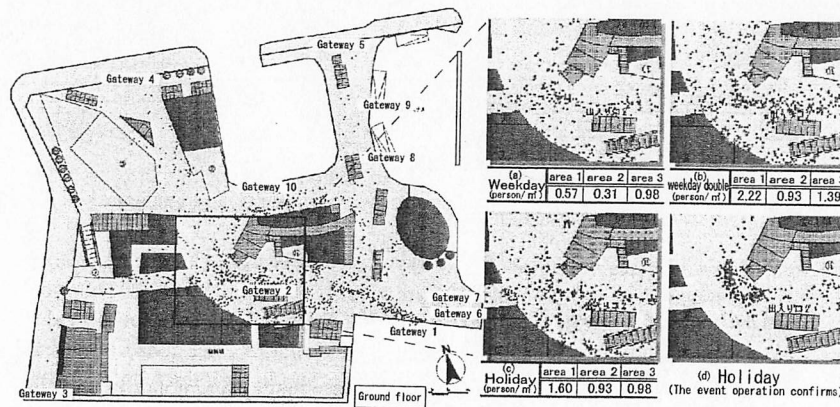 Gateway 5
Gateway 4
Gateway 9
Gateway 8
Gateway 10
Gateway 2
Gateway 7
Gateway 6
Gateway 1
Gateway 3
N
Ground floor
(a)
Weekday
(person/㎡)
area 1 area 2 area 3
0.57 0.31 0.98
(b)
weekday double
(person/㎡)
area 1 area 2 area
2.22 0.93 1.39
(c)
Holiday
(person/㎡)
area 1 area 2 area 3
1.60 0.93 0.98
(d) Holiday
(The event operation confirms)